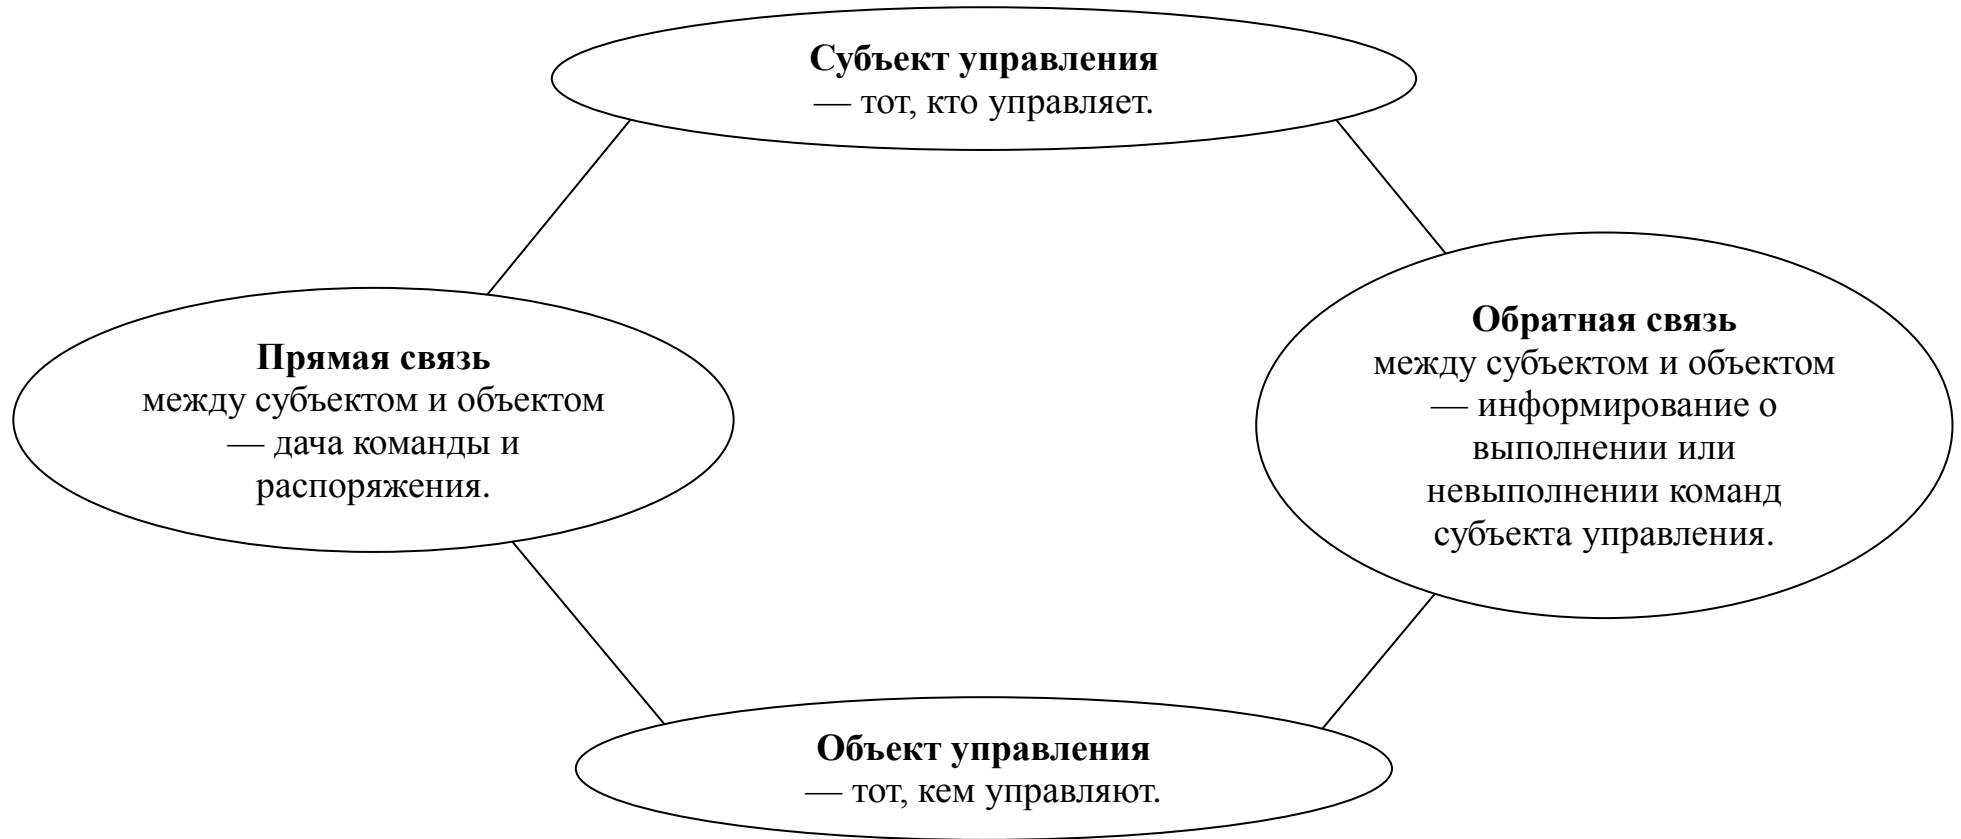 Субъект управления
— тот, кто управляет.
Прямая связь
между субъектом и объектом
— дача команды и
распоряжения.
Обратная связь
между субъектом и объектом
— информирование о
выполнении или
невыполнении команд
субъекта управления.
Объект управления
— тот, кем управляют.